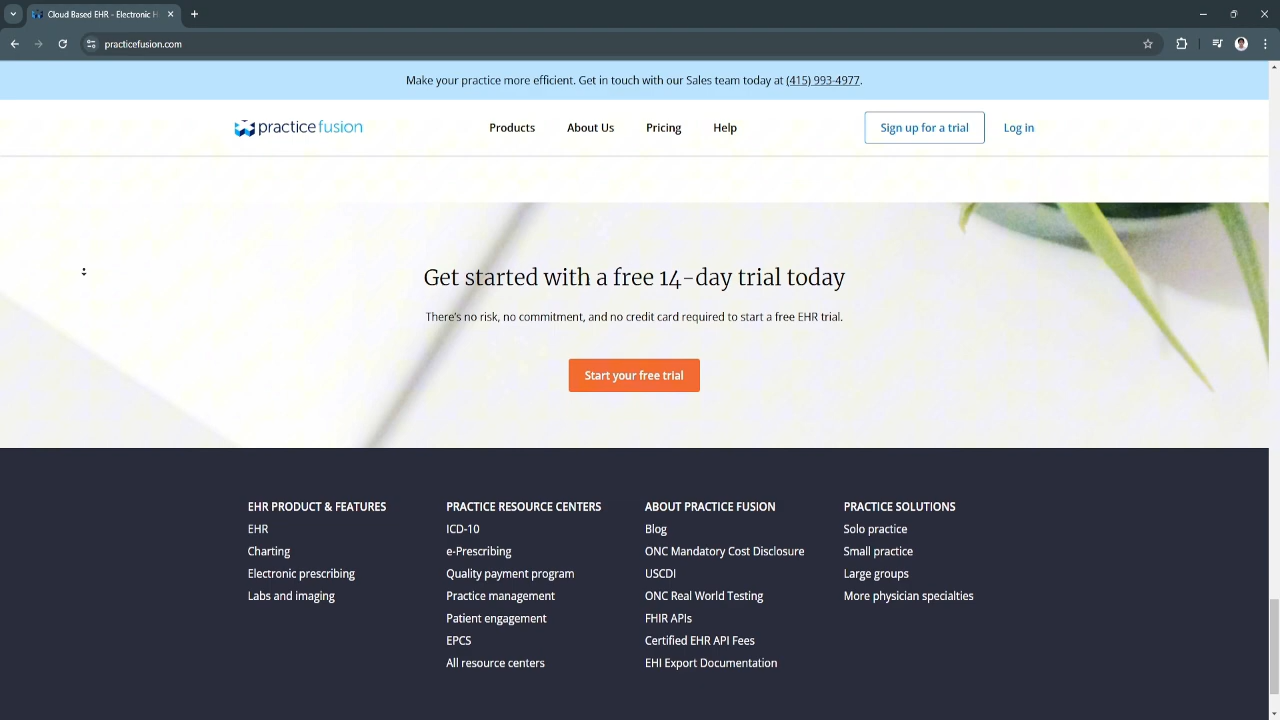 Cloud Based EHR - Electronic H
practicefusion.com
Make your practice more efficient. Get in touch with our Sales team today at (415) 993-4977.
practice fusion
Products
About Us
Pricing
Help
Sign up for a trial
Log in
Get started with a free 14-day trial today
There's no risk, no commitment, and no credit card required to start a free EHR trial.
Start your free trial
EHR PRODUCT & FEATURES
EHR
Charting
Electronic prescribing
Labs and imaging
PRACTICE RESOURCE CENTERS
ICD-10
e-Prescribing
Quality payment program
Practice management
Patient engagement
EPCS
All resource centers
ABOUT PRACTICE FUSION
Blog
ONC Mandatory Cost Disclosure
USCDI
ONC Real World Testing
FHIR APIs
Certified EHR API Fees
EHI Export Documentation
PRACTICE SOLUTIONS
Solo practice
Small practice
Large groups
More physician specialties